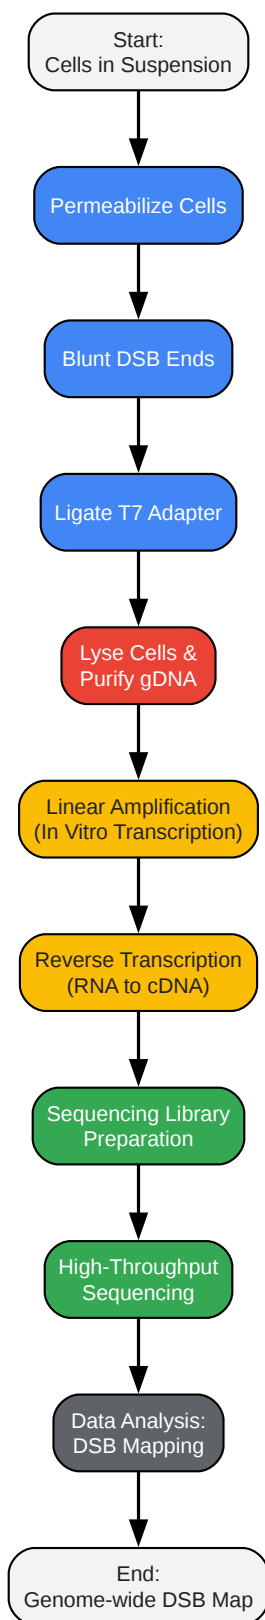 Start:
Cells in Suspension
Permeabilize Cells
Blunt DSB Ends
Ligate T7 Adapter
Lyse Cells &
Purify gDNA
Linear Amplification
(In Vitro Transcription)
Reverse Transcription
(RNA to cDNA)
Sequencing Library
Preparation
High-Throughput
Sequencing
Data Analysis:
DSB Mapping
End:
Genome-wide DSB Map